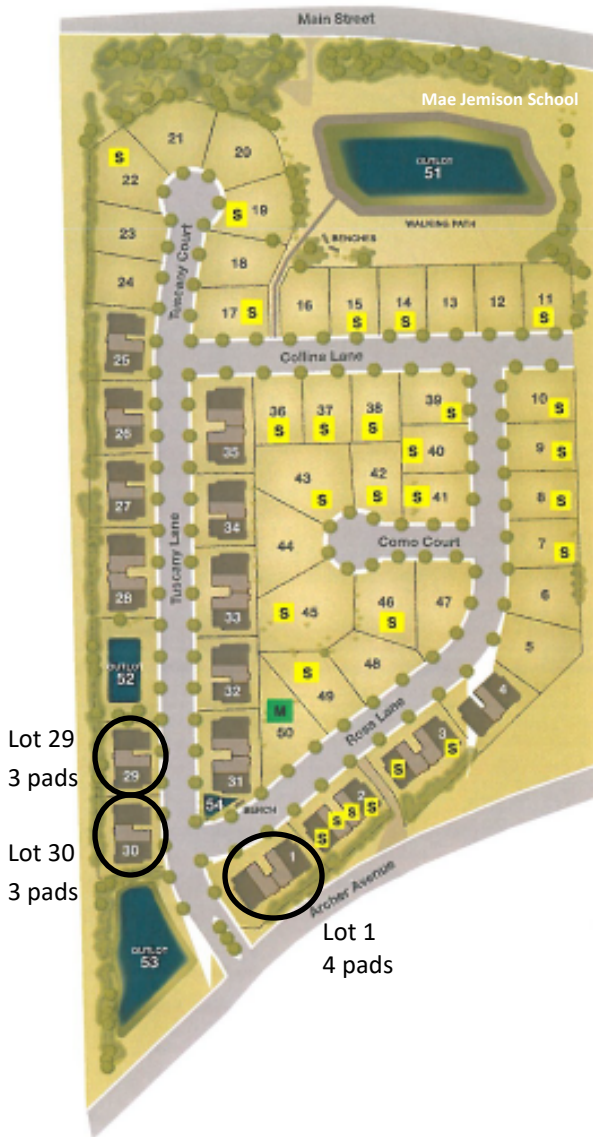 Main Street
Mae Jemison School
OUTLOT
51
WALKING PATH
BENCHES
21
20
S
22
19
S
23
18
24
17 S
16
15
S
14
S
13
12
11
S
Tuscany Court
Collina Lane
25
26
27
28
Tuscany Lane
35
34
33
32
31
36
S
37
S
38
S
39
S
10
S
S
40
9
S
43
S
42
S
S
41
8
S
44
Como Court
7
S
S
45
46
S
47
6
5
S
49
48
M
50
Rosa Lane
4
OUTLOT
52
Lot 29
3 pads
29
Lot 30
3 pads
30
54
BENCH
3
S
S
2
S
S
S
S
1
Archer Avenue
Lot 1
4 pads
OUTLOT
53